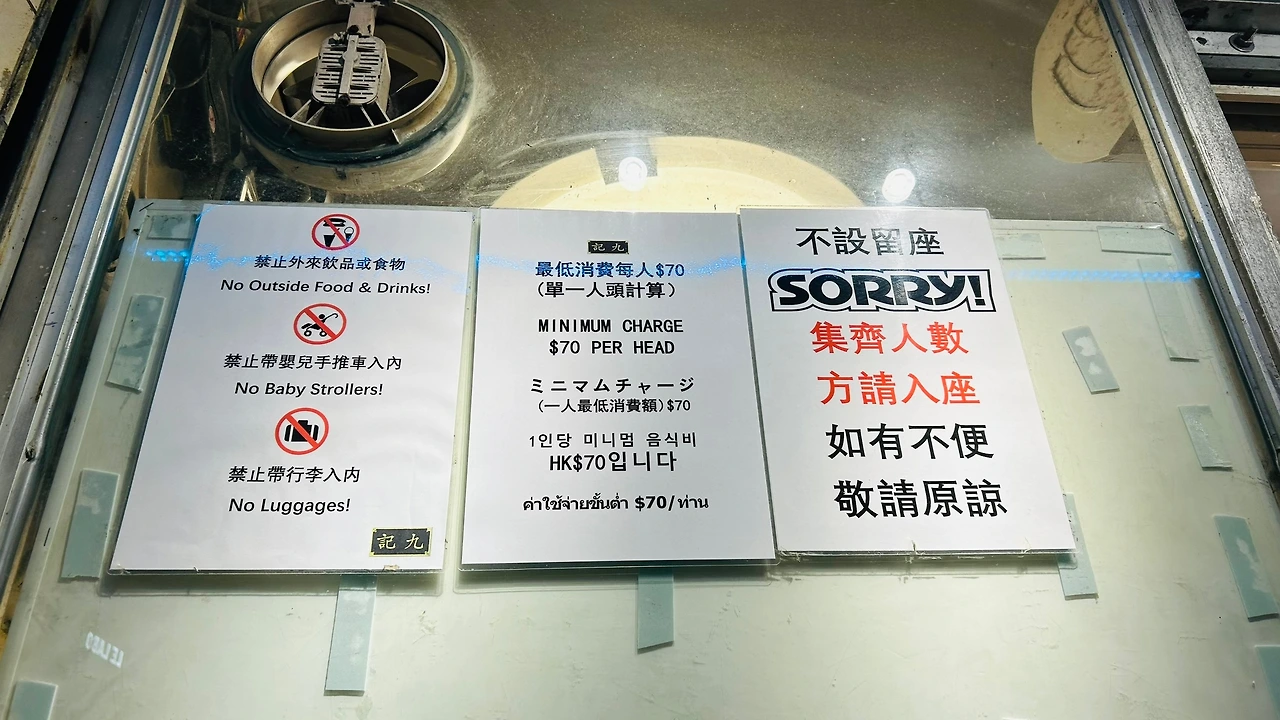 禁止外來飲品或食物
No Outside Food & Drinks!
禁止帶嬰兒手推車入內
No Baby Strollers!
禁止帶行李入内
No Luggages!
記九
記九
最低消費每人$70
(單一人頭計算)
MINIMUM CHARGE
$70 PER HEAD
ミニマムチャージ
(一人最低消費額)$70
1인당 미니멈 음식비
HK$70입니다
ค่าใช้จ่ายขั้นต่ำ $70/ท่าน
不設留座
SORRY!
集齊人數
方請入座
如有不便
敬請原諒
LE LABO